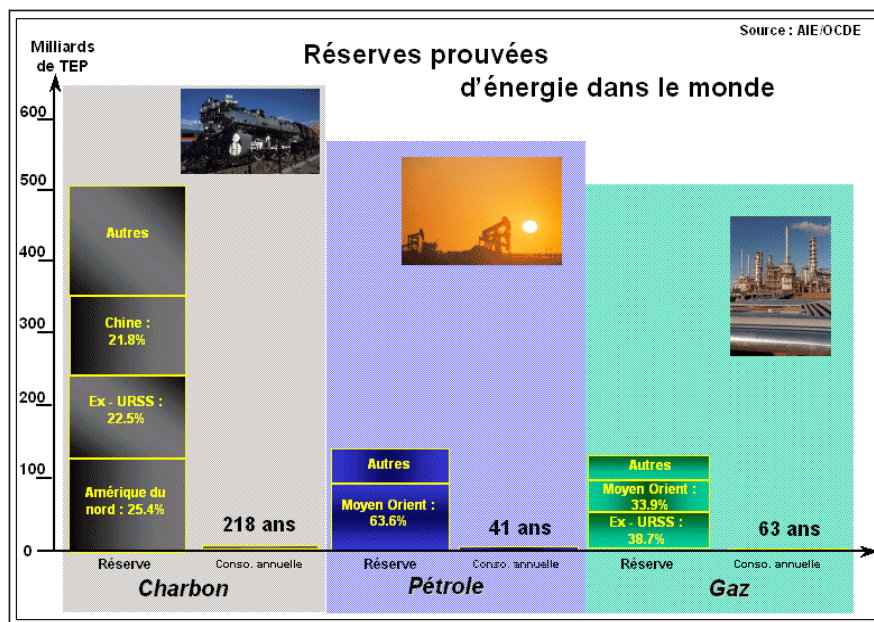 Source : AIE/OCDE
Milliards
de TEP
Réserves prouvées
d'énergie dans le monde
600
500
400
300
200
100
0
Autres
Chine :
21.8%
Ex - URSS :
22.5%
Amérique du
nord : 25.4%
218 ans
Réserve
Conso. annuelle
Charbon
Autres
Moyen Orient :
63.6%
41 ans
Réserve
Conso. annuelle
Pétrole
Autres
Moyen Orient :
33.9%
Ex - URSS :
38.7%
63 ans
Réserve
Conso. annuelle
Gaz